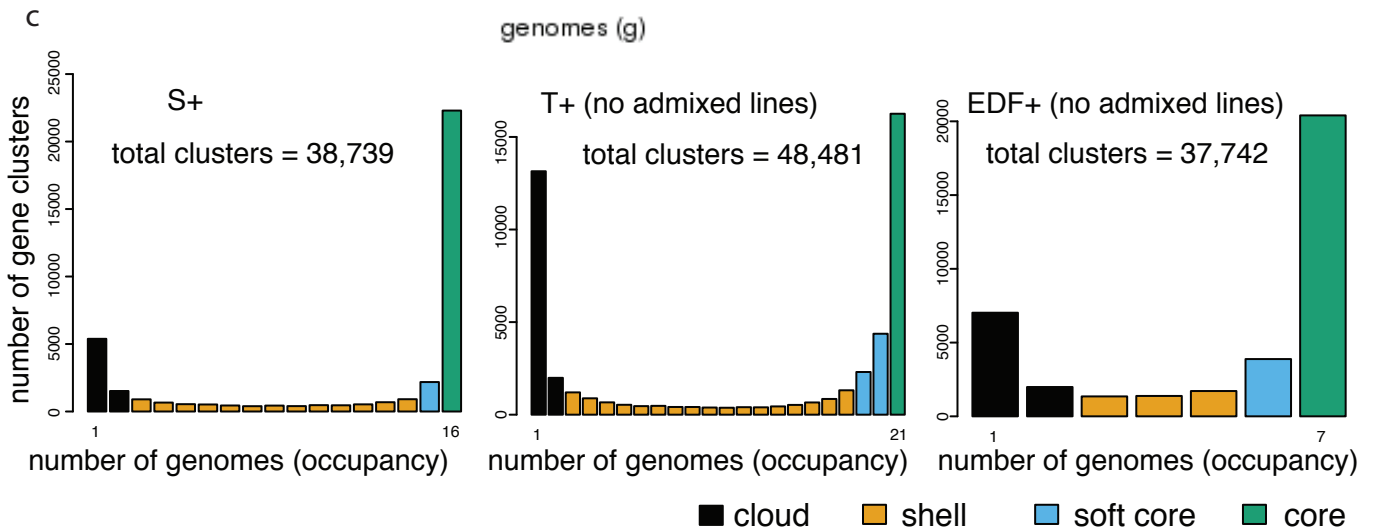 c
genomes (g)
number of gene clusters
0
5000
10000
15000
20000
25000
S+
total clusters = 38,739
1
16
number of genomes (occupancy)
0
5000
10000
15000
T+ (no admixed lines)
total clusters = 48,481
1
21
number of genomes (occupancy)
0
5000
10000
15000
20000
EDF+ (no admixed lines)
total clusters = 37,742
1
7
number of genomes (occupancy)
cloud
shell
soft core
core